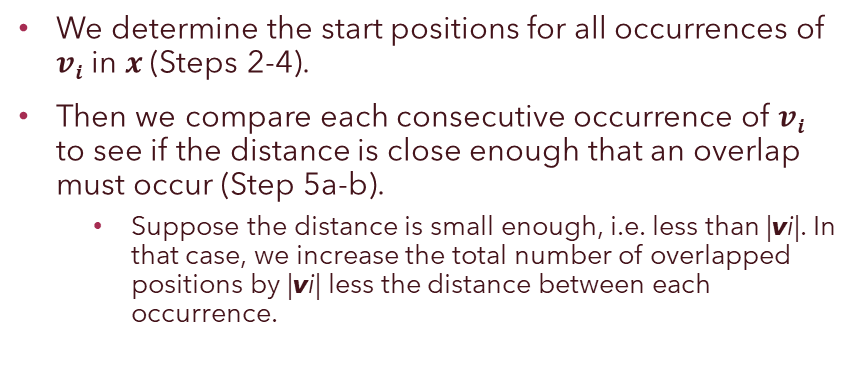 • We determine the start positions for all occurrences of
vᵢ in x (Steps 2-4).
• Then we compare each consecutive occurrence of vᵢ
to see if the distance is close enough that an overlap
must occur (Step 5a-b).
• Suppose the distance is small enough, i.e. less than |vi|. In
that case, we increase the total number of overlapped
positions by |vi| less the distance between each
occurrence.